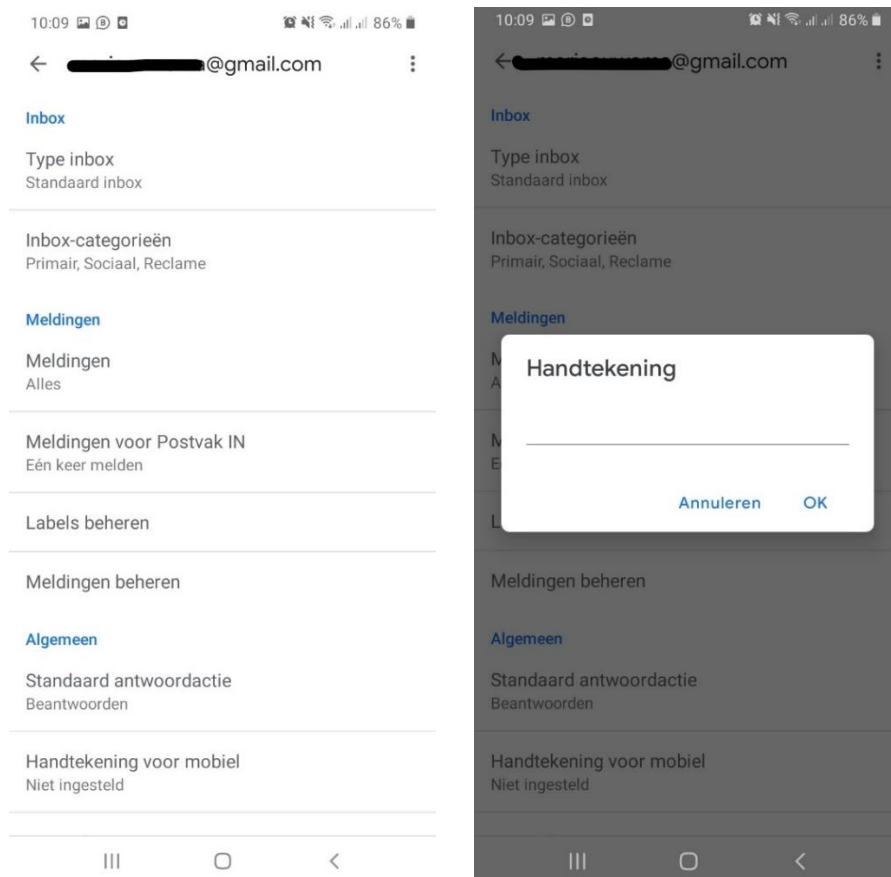 10:09 86%
@gmail.com
Inbox
Type inbox
Standaard inbox
Inbox-categorieën
Primair, Sociaal, Reclame
Meldingen
Meldingen
Alles
Meldingen voor Postvak IN
Eén keer melden
Labels beheren
Meldingen beheren
Algemeen
Standaard antwoordactie
Beantwoorden
Handtekening voor mobiel
Niet ingesteld
10:09 86%
@gmail.com
Inbox
Type inbox
Standaard inbox
Inbox-categorieën
Primair, Sociaal, Reclame
Meldingen
Handtekening
Annuleren OK
Meldingen beheren
Algemeen
Standaard antwoordactie
Beantwoorden
Handtekening voor mobiel
Niet ingesteld